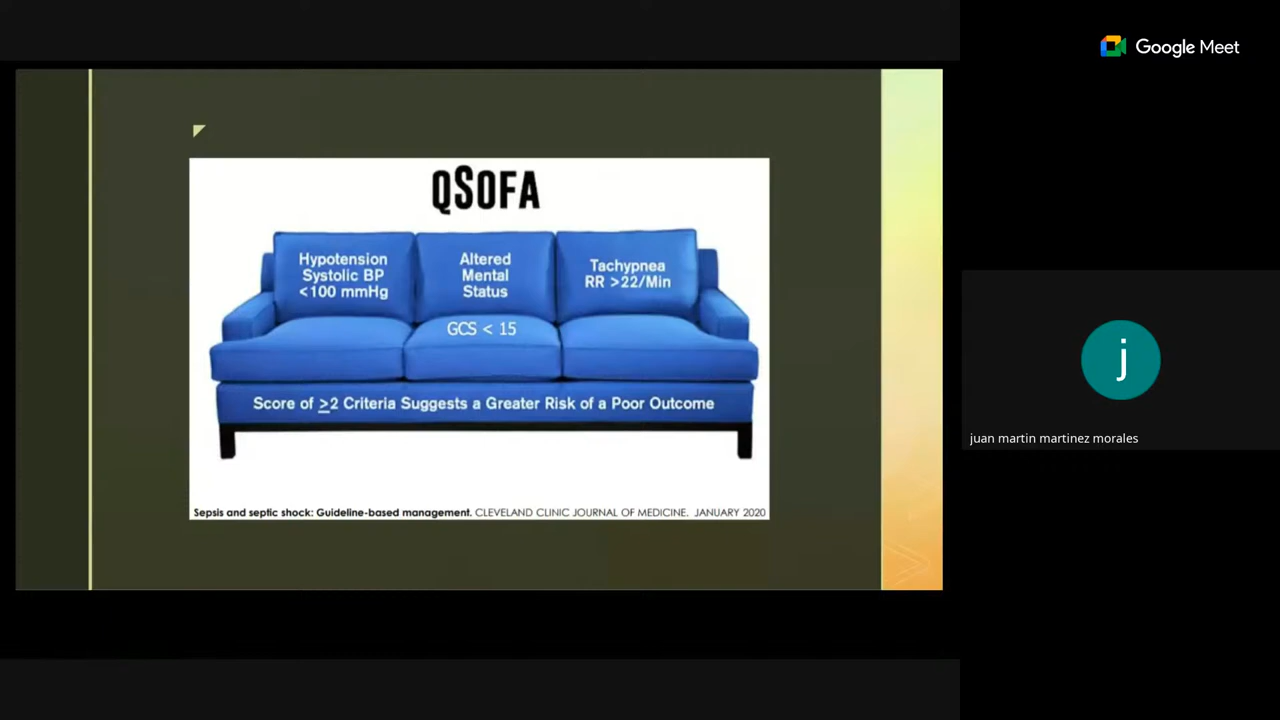 Google Meet
QSOFA
Hypotension
Systolic BP
<100 mmHg
Altered
Mental
Status
Tachypnea
RR >22/Min
GCS < 15
Score of ≥2 Criteria Suggests a Greater Risk of a Poor Outcome
Sepsis and septic shock: Guideline-based management. CLEVELAND CLINIC JOURNAL OF MEDICINE. JANUARY 2020
j
juan martin martinez morales